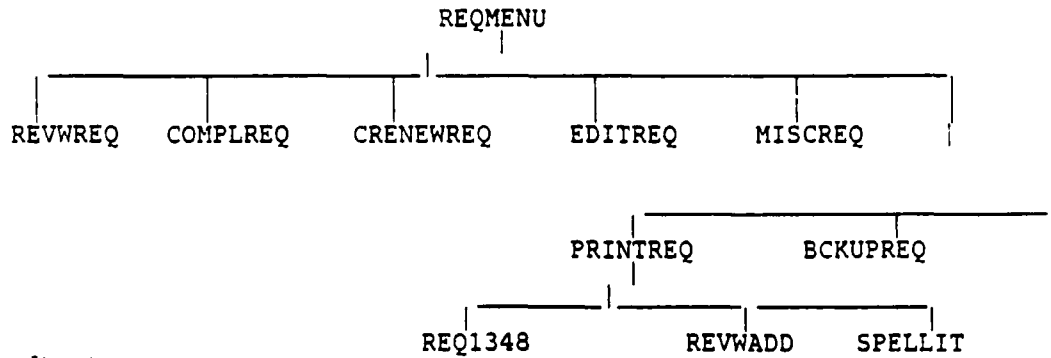 REQMENU
REVWREQ COMPLREQ CRENEWREQ EDITREQ MISCREQ
PRINTREQ BCKUPREQ
REQ1348 REVWADD SPELLIT